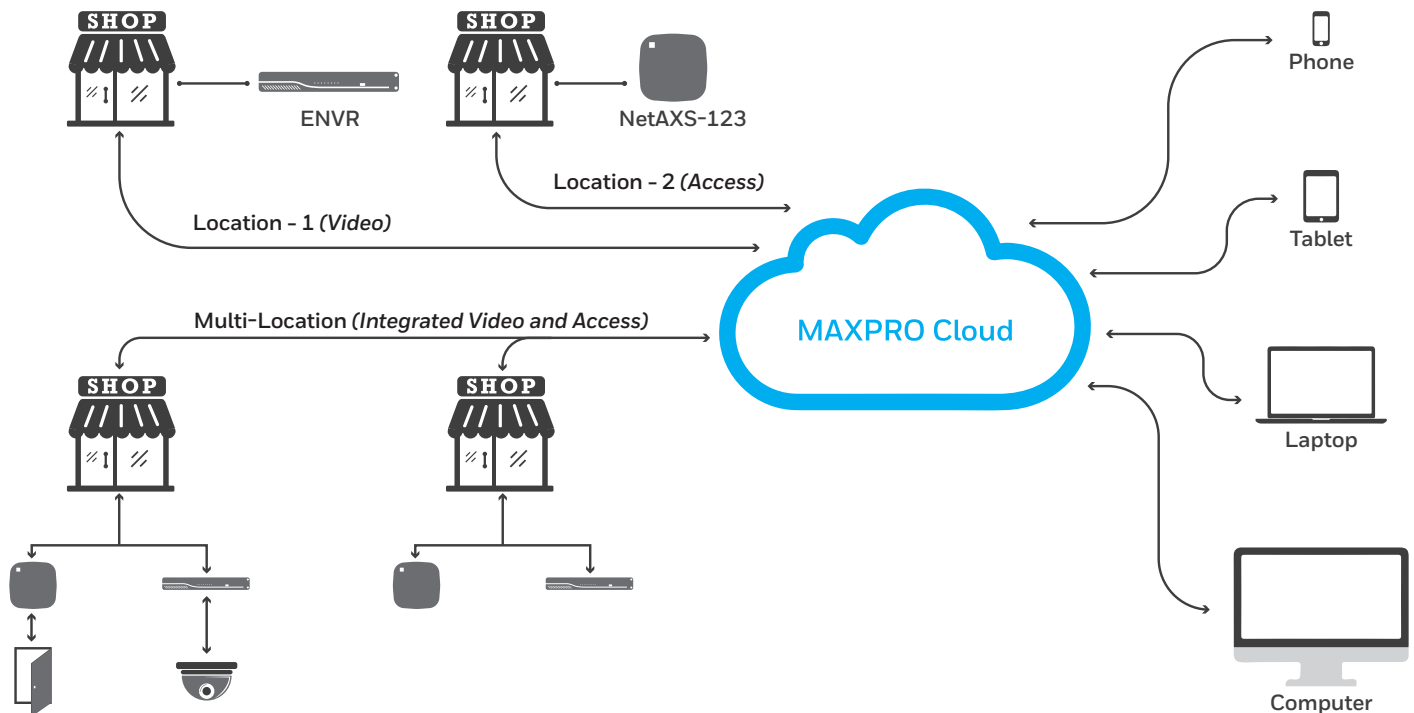 SHOP
SHOP
Phone
ENVR
NetAXS-123
Location - 2 (Access)
Location - 1 (Video)
Tablet
Multi-Location (Integrated Video and Access)
MAXPRO Cloud
SHOP
SHOP
Laptop
Computer